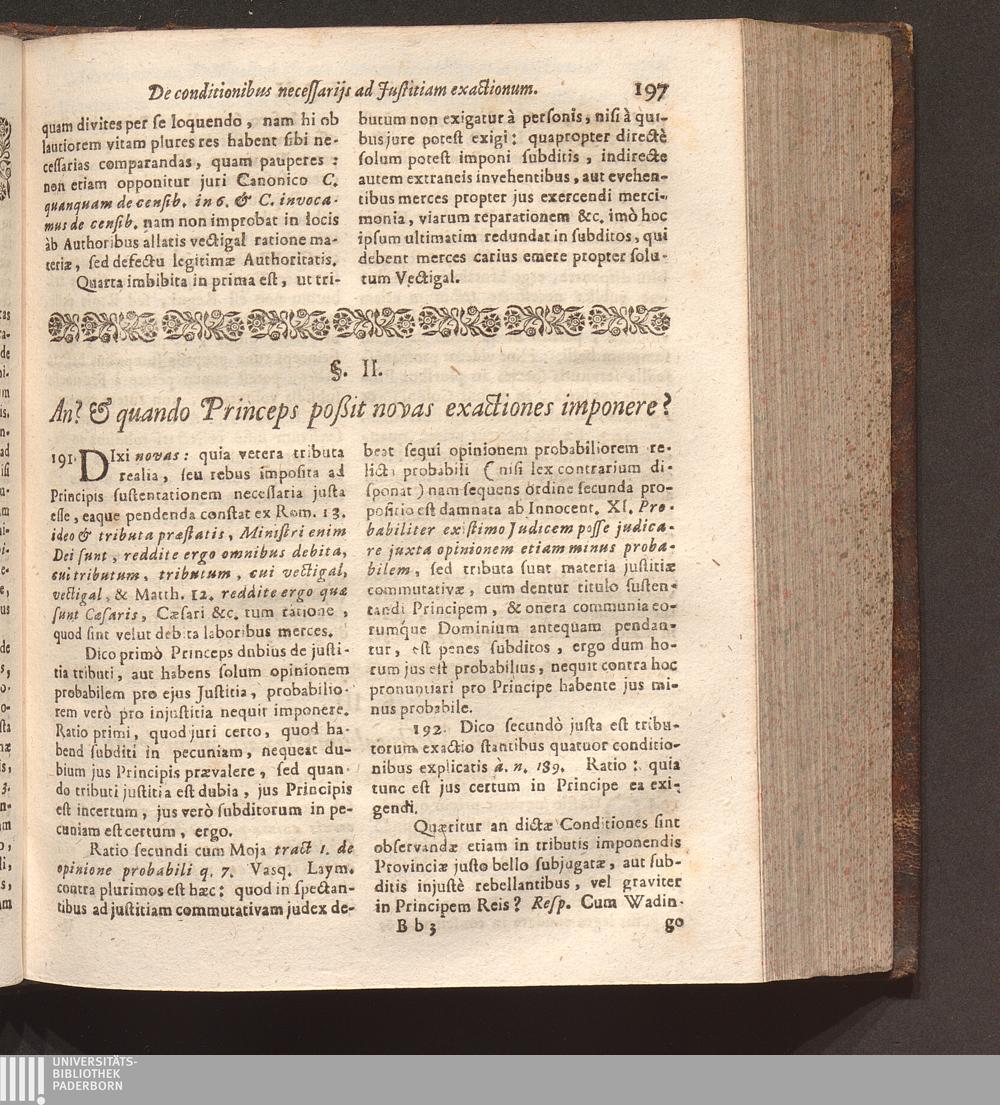 De conditionibus necessarijs ad Justitiam exactionum. 197
quam divites per se loquendo, nam hi ob
lautiorem vitam plures res habent sibi ne-
cessarias comparandas, quam pauperes :
non etiam opponitur juri Canonico C.
quanquam de censib. in 6. & C. invoca-
mus de censib. nam non improbat in locis
àb Authoribus allatis vectigal ratione ma-
teriæ, sed defectu legitimæ Authoritatis.
Quarta imbibita in prima est, ut tri-
butum non exigatur à personis, nisi à qui-
bus jure potest exigi : quapropter directè
solum potest imponi subditis, indirecte
autem extraneis invehentibus, aut evehen-
tibus merces propter jus exercendi merci-
monia, viarum reparationem &c. imò hoc
ipsum ultimatim redundat in subditos, qui
debent merces carius emere propter solu-
tum Vectigal.
§. II.
An? & quando Princeps poßit novas exactiones imponere?
191. DIxi novas : quia vetera tributa
realia, seu rebus imposita ad
Principis sustentationem necessaria justa
esse, eaque pendenda constat ex Rom. 13.
ideo & tributa præstatis, Ministri enim
Dei sunt, reddite ergo omnibus debita,
cui tributum, tributum, cui vectigal,
vectigal, & Matth. 12. reddite ergo quæ
sunt Cæsaris, Cæsari &c. tum ratione,
quod sint velut debita laboribus merces.
Dico primò Princeps dubius de justi-
tia tributi, aut habens solum opinionem
probabilem pro ejus Justitia, probabilio-
rem verò pro injustitia nequit imponere.
Ratio primi, quod juri certo, quod ha-
bend subditi in pecuniam, nequeat du-
bium jus Principis prævalere, sed quan-
do tributi justitia est dubia, jus Principis
est incertum, jus verò subditorum in pe-
cuniam est certum, ergo.
Ratio secundi cum Moja tract 1. de
opinione probabili q. 7. Vasq. Laym.
contra plurimos est hæc : quod in spectan-
tibus ad justitiam commutativam judex de-
beat sequi opinionem probabiliorem re-
lictâ probabili ( nisi lex contrarium di-
sponat ) nam sequens ordine secunda pro-
positio est damnata ab Innocent. XI. Pro-
babiliter existimo Judicem posse judica-
re juxta opinionem etiam minus proba-
bilem, sed tributa sunt materia justitiæ
commutativæ, cum dentur titulo susten-
tandi Principem, & onera communia eo-
rumq́ue Dominium antequam pendan-
tur, est penes subditos, ergo dum ho-
rum jus est probabilius, nequit contra hoc
pronuntiari pro Principe habente jus mi-
nus probabile.
192. Dico secundò justa est tribu-
torum exactio stantibus quatuor conditio-
nibus explicatis à. n. 189. Ratio : quia
tunc est jus certum in Principe ea exi-
gendi.
Quæritur an dictæ Conditiones sint
observandæ etiam in tributis imponendis
Provinciæ justo bello subjugatæ, aut sub-
ditis injustè rebellantibus, vel graviter
in Principem Reis ? Resp. Cum Wadin-
B b 3 go
UNIVERSITÄTS-
BIBLIOTHEK
PADERBORN